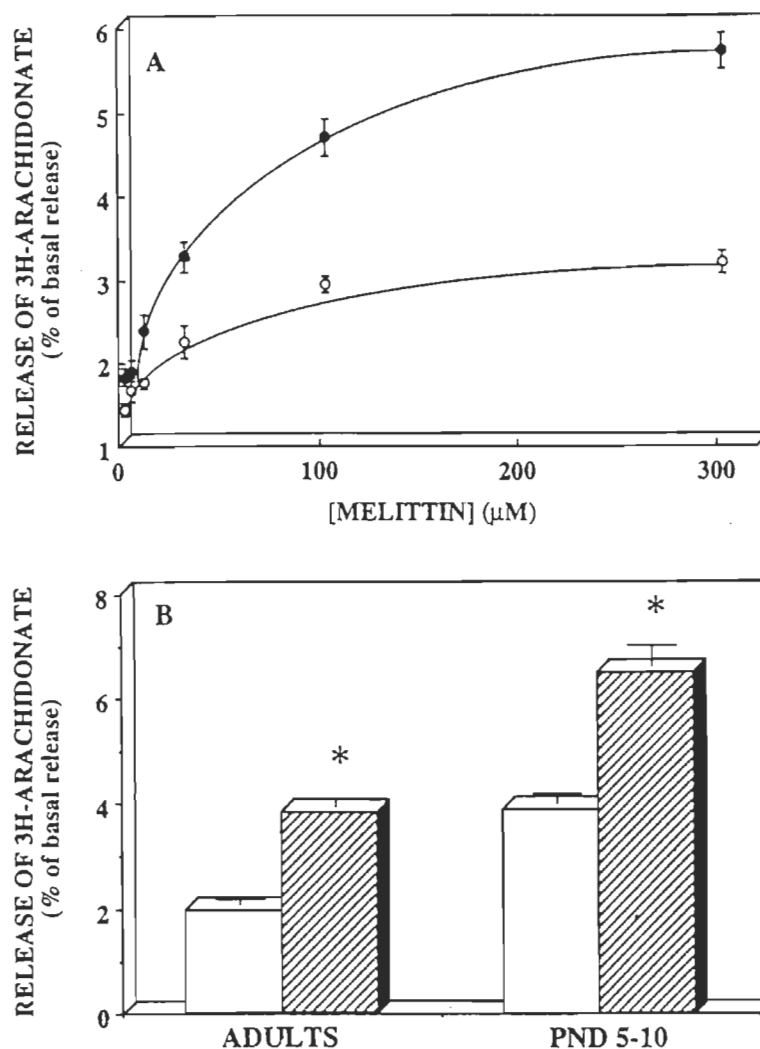 A
RELEASE OF 3H-ARACHIDONATE
(% of basal release)
6
5
4
3
2
1
0
100
200
300
[MELITTIN] (µM)
B
RELEASE OF 3H-ARACHIDONATE
(% of basal release)
8
6
4
2
0
*
*
ADULTS
PND 5-10